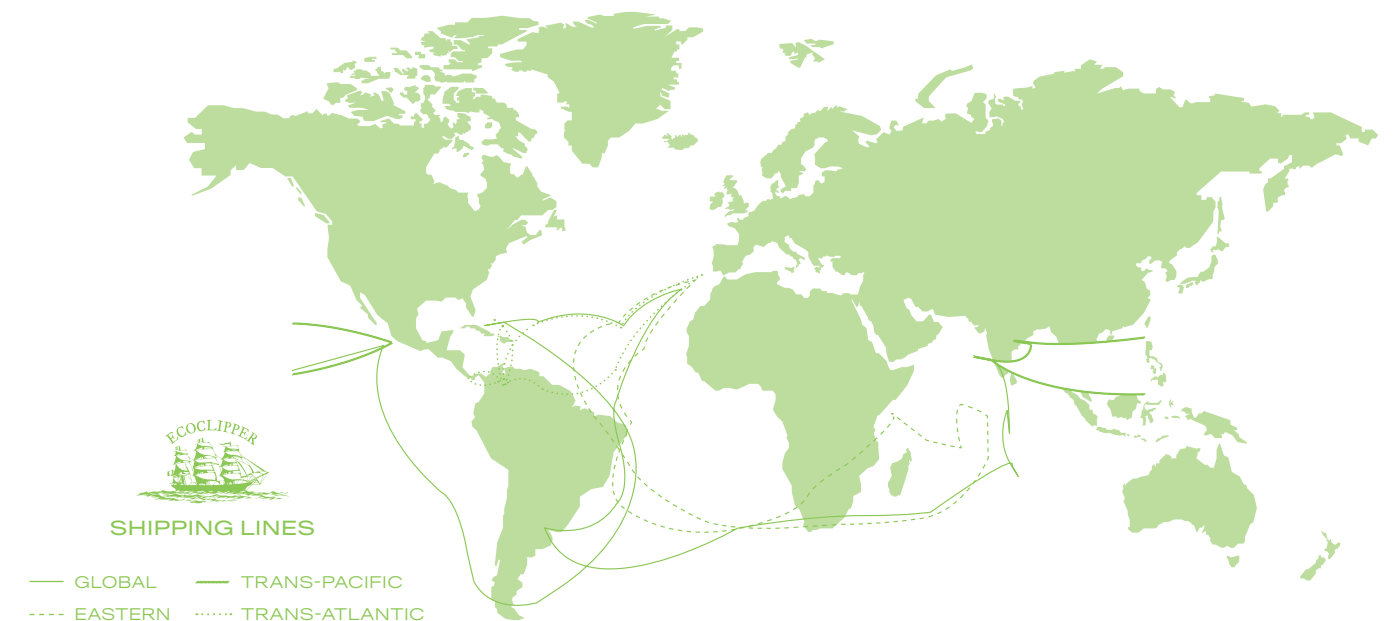 ECOCLIPPER
SHIPPING LINES
GLOBAL
TRANS-PACIFIC
EASTERN
TRANS-ATLANTIC